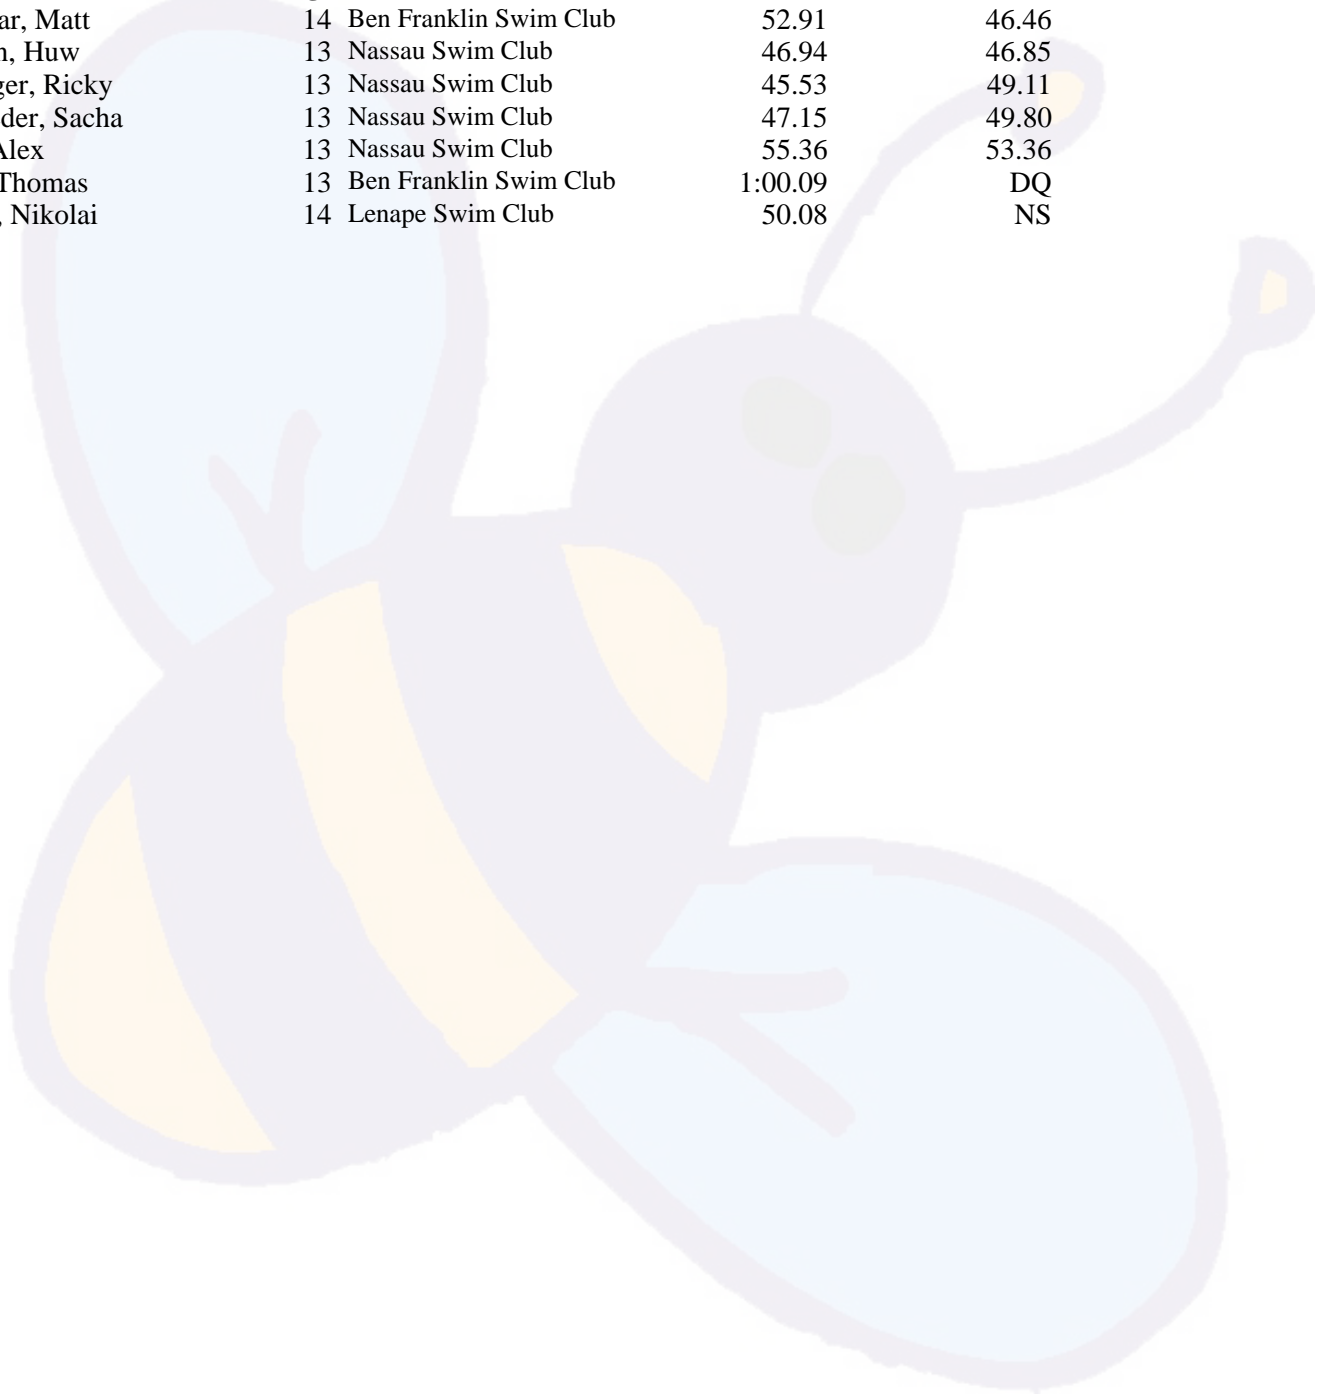 ar, Matt 14 Ben Franklin Swim Club 52.91 46.46
n, Huw 13 Nassau Swim Club 46.94 46.85
ger, Ricky 13 Nassau Swim Club 45.53 49.11
der, Sacha 13 Nassau Swim Club 47.15 49.80
Alex 13 Nassau Swim Club 55.36 53.36
Thomas 13 Ben Franklin Swim Club 1:00.09 DQ
, Nikolai 14 Lenape Swim Club 50.08 NS